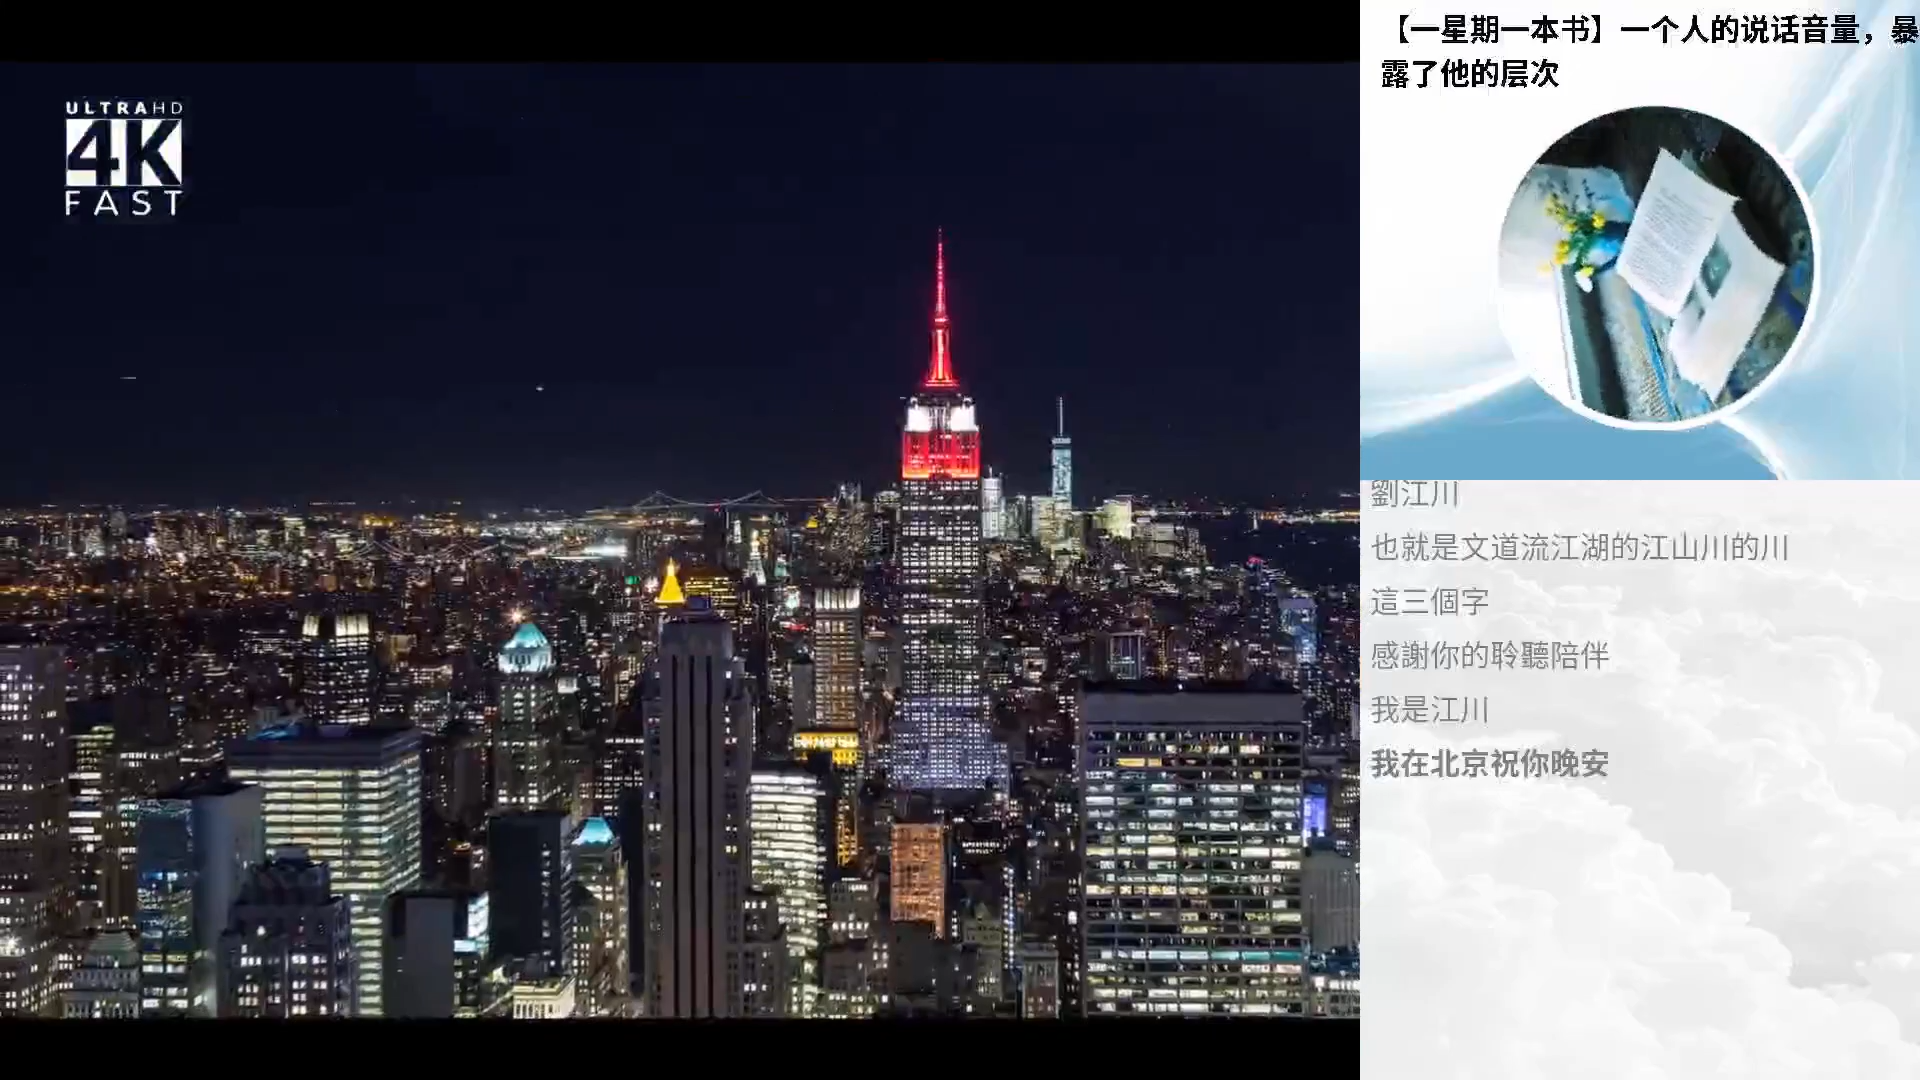 ULTRAHD
4K
FAST
【一星期一本书】一个人的说话音量，暴
露了他的层次
劉江川
也就是文道流江湖的江山川的川
這三個字
感謝你的聆聽陪伴
我是江川
我在北京祝你晚安